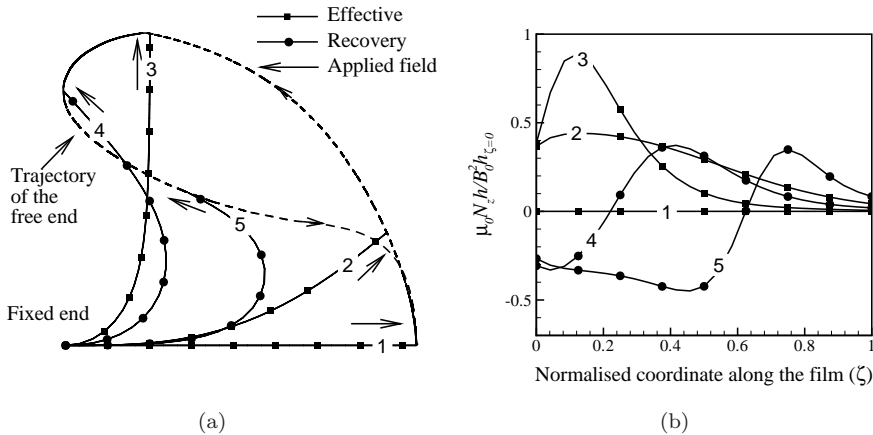 Effective
Recovery
Applied field
3
4
Trajectory
of the
free end
5
2
Fixed end
1
(a)
1
0.5
0
-0.5
μ₀N_z h/B₀²h_ζ=0
3
2
1
4
5
0
0.2
0.4
0.6
0.8
1
Normalised coordinate along the film (ζ)
(b)